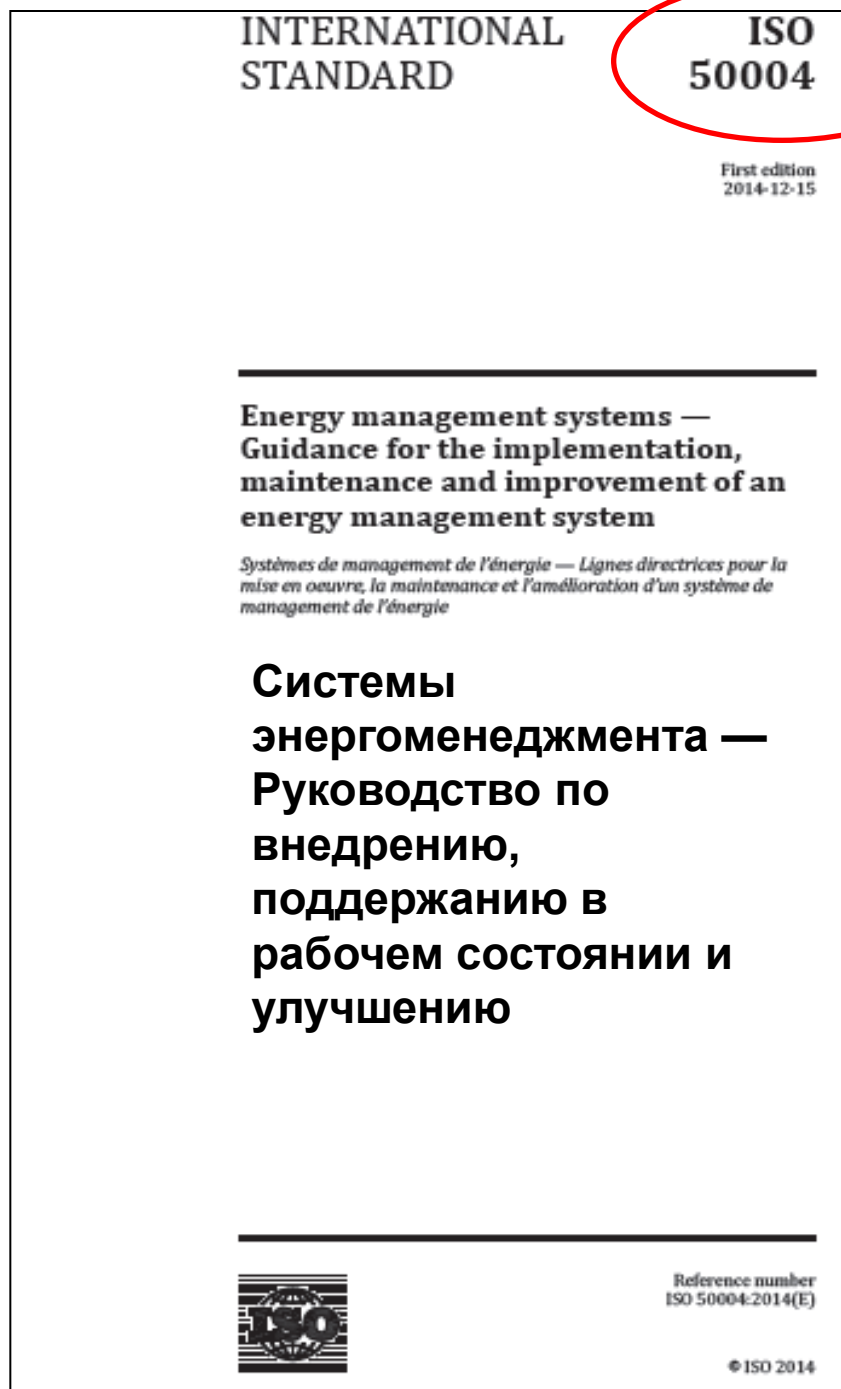 INTERNATIONAL
STANDARD
ISO
50004
First edition
2014-12-15
Energy management systems —
Guidance for the implementation,
maintenance and improvement of an
energy management system
Systèmes de management de l'énergie — Lignes directrices pour la
mise en oeuvre, la maintenance et l'amélioration d'un système de
management de l'énergie
Системы
энергоменеджмента —
Руководство по
внедрению,
поддержанию в
рабочем состоянии и
улучшению
ISO
Reference number
ISO 50004:2014(E)
© ISO 2014